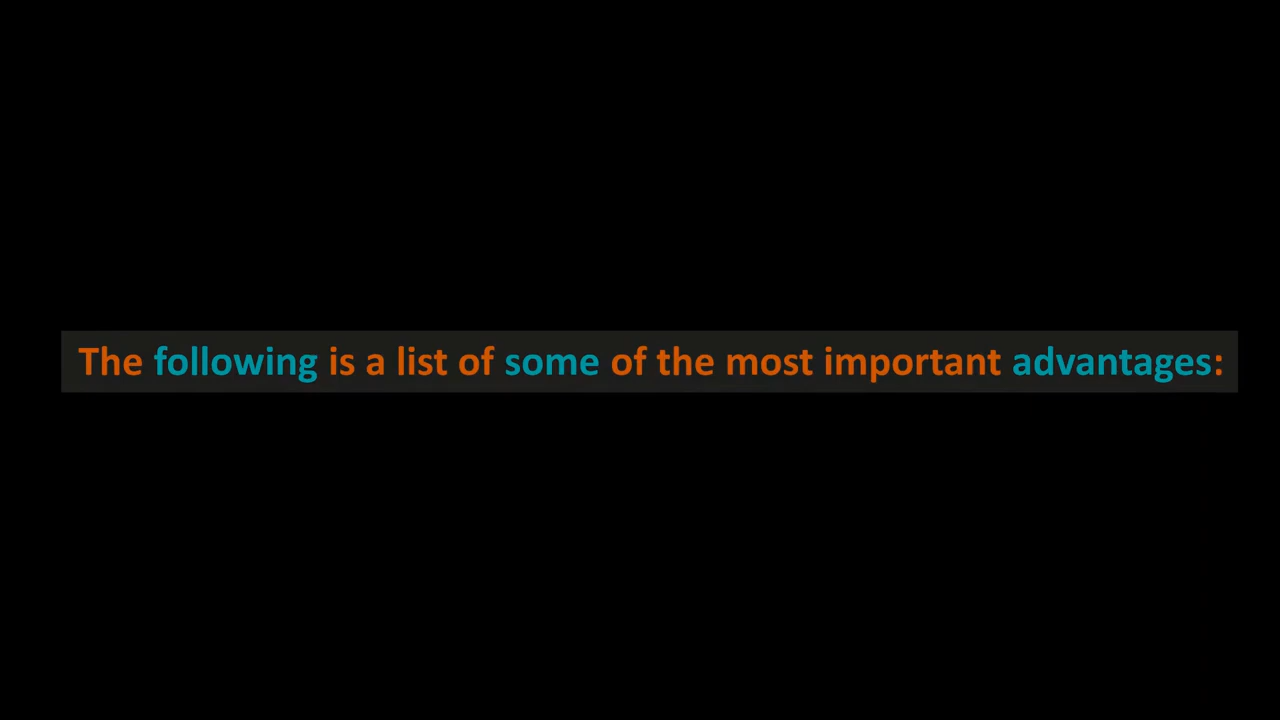 The following is a list of some of the most important advantages: